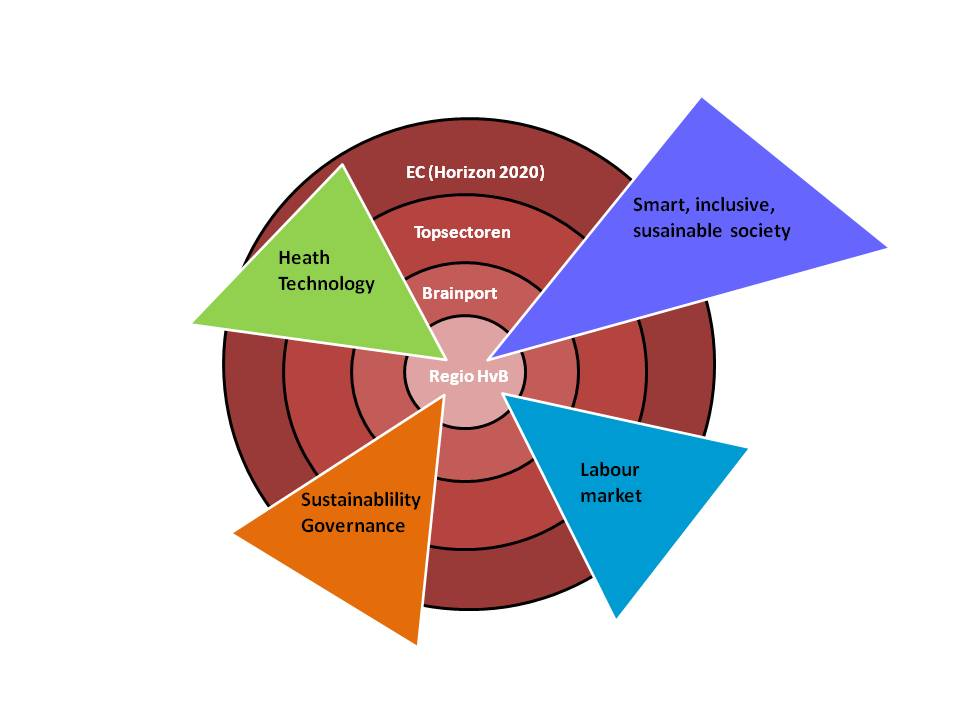 EC (Horizon 2020)
Topsectoren
Brainport
Regio HvB
Heath
Technology
Smart, inclusive,
susainable society
Sustainablility
Governance
Labour
market